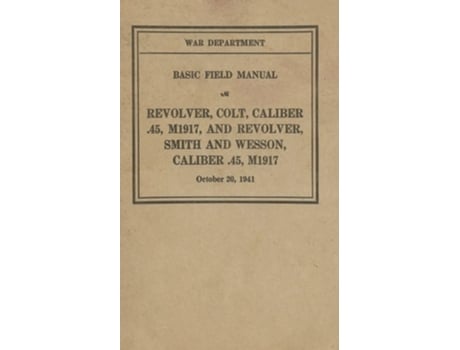 WAR DEPARTMENT
BASIC FIELD MANUAL
REVOLVER, COLT, CALIBER
.45, M1917, AND REVOLVER,
SMITH AND WESSON,
CALIBER .45, M1917
October 20, 1941